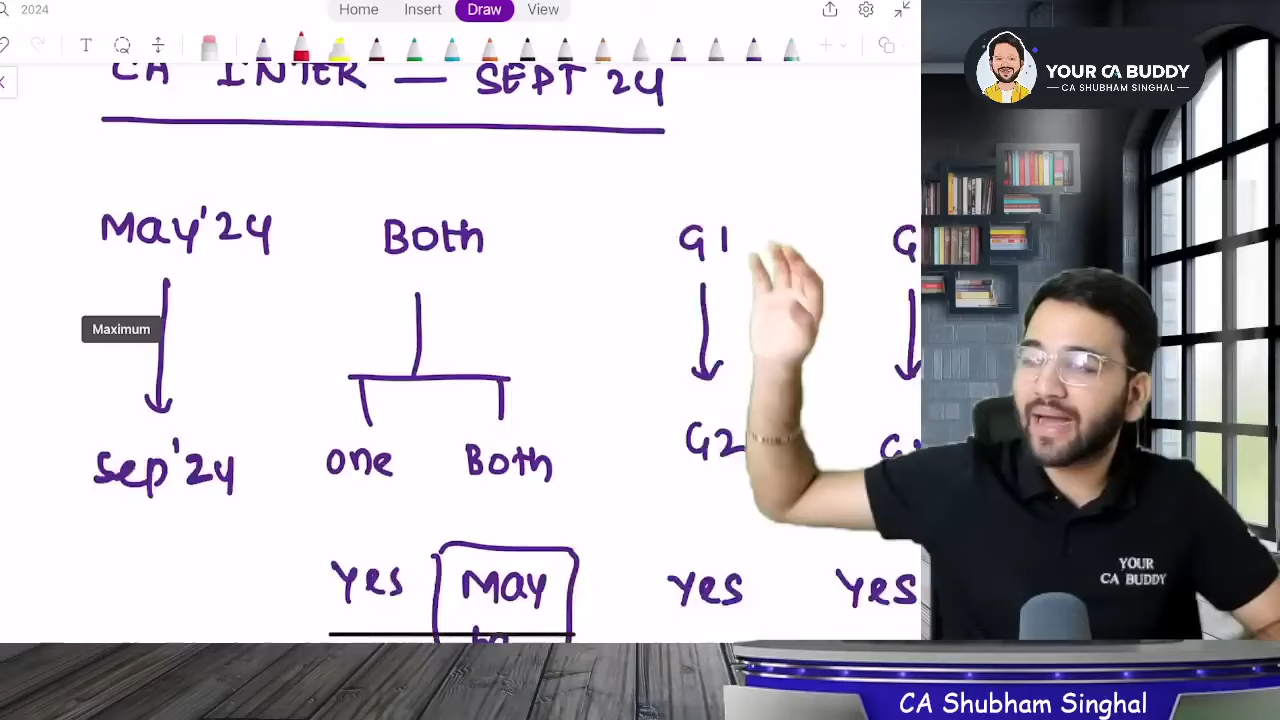 2024
Home Insert Draw View
T
YOUR CA BUDDY
CA SHUBHAM SINGHAL
CA INTER — SEPT 24
May'24 Both G1 G
Maximum
Sep'24 one Both G2
Yes May Yes Yes
to
YOUR
CA BUDDY
CA Shubham Singhal